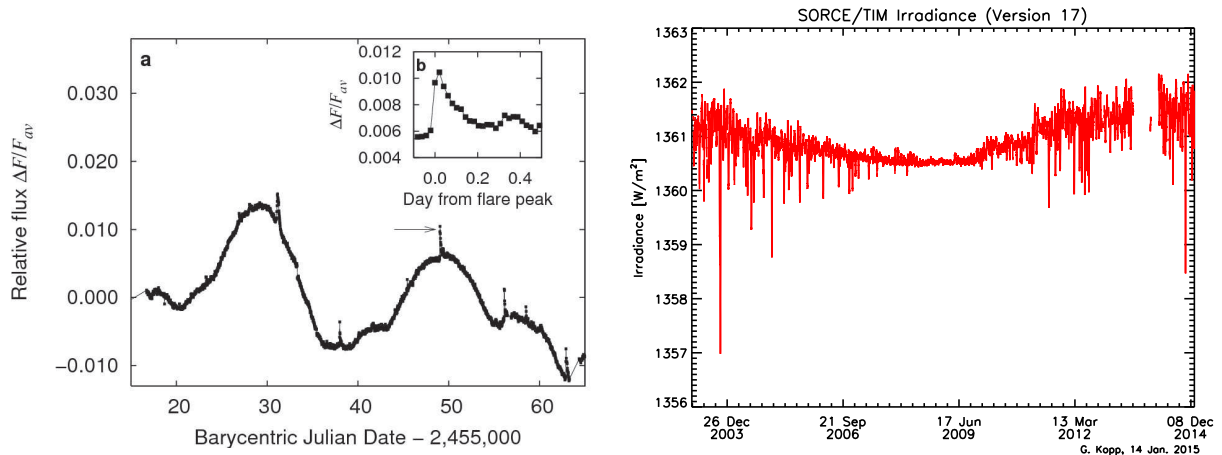 a
0.030
0.020
0.010
0.000
−0.010
Relative flux ΔF/Fav
20
30
40
50
60
Barycentric Julian Date − 2,455,000
b
0.012
0.010
0.008
0.006
0.004
ΔF/Fav
0.0
0.2
0.4
Day from flare peak
SORCE/TIM Irradiance (Version 17)
1363
1362
1361
1360
1359
1358
1357
1356
Irradiance [W/m²]
26 Dec 2003
21 Sep 2006
17 Jun 2009
13 Mar 2012
08 Dec 2014
G. Kopp, 14 Jan. 2015